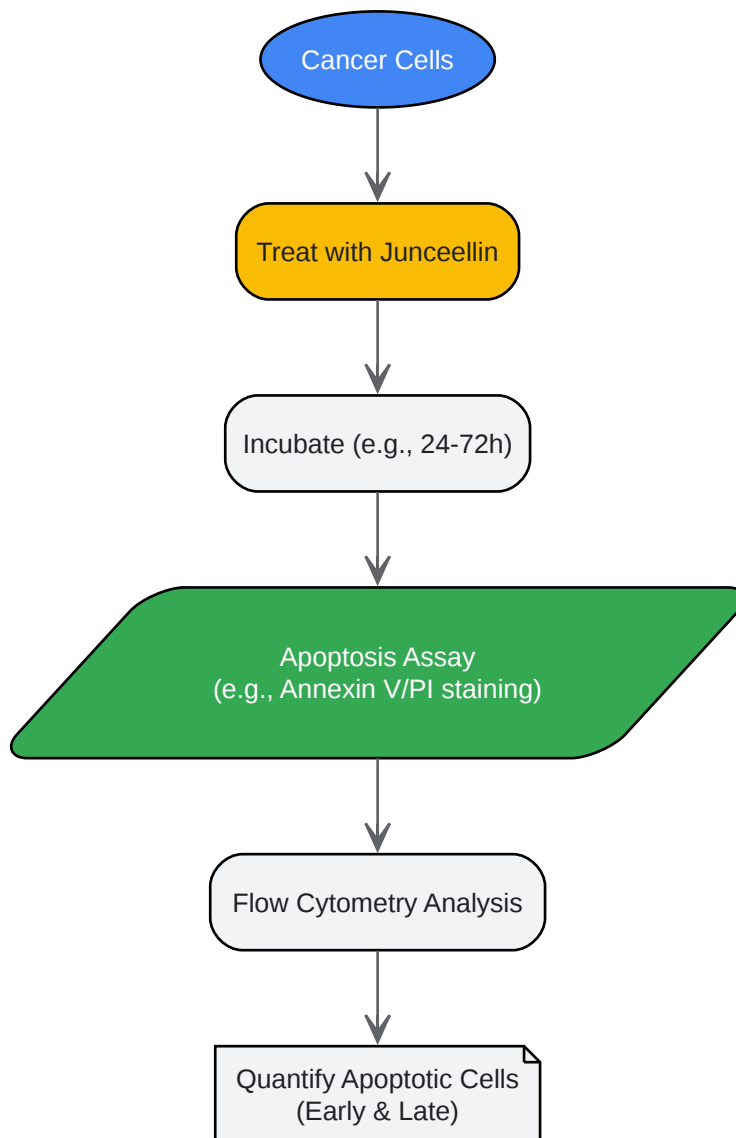 Cancer Cells
Treat with Junceellin
Incubate (e.g., 24-72h)
Apoptosis Assay
(e.g., Annexin V/PI staining)
Flow Cytometry Analysis
Quantify Apoptotic Cells
(Early & Late)